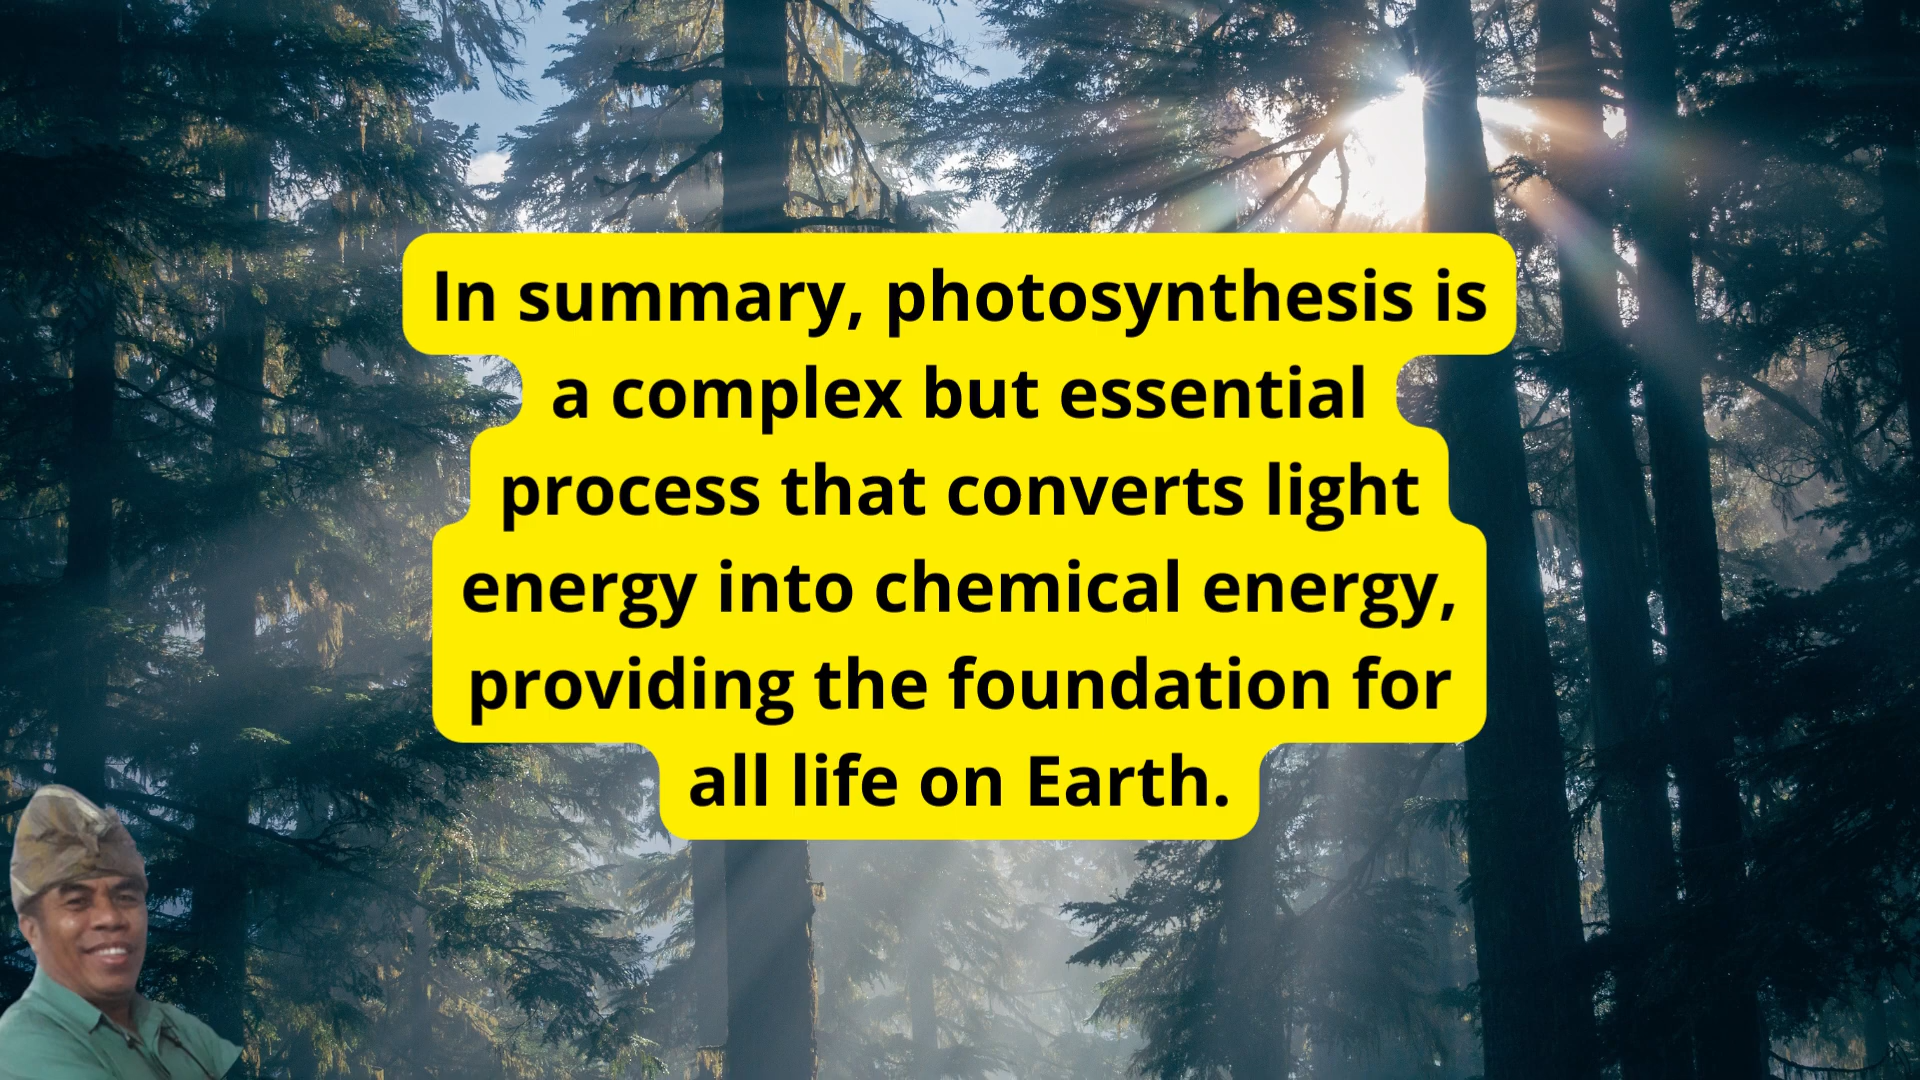 In summary, photosynthesis is
a complex but essential
process that converts light
energy into chemical energy,
providing the foundation for
all life on Earth.